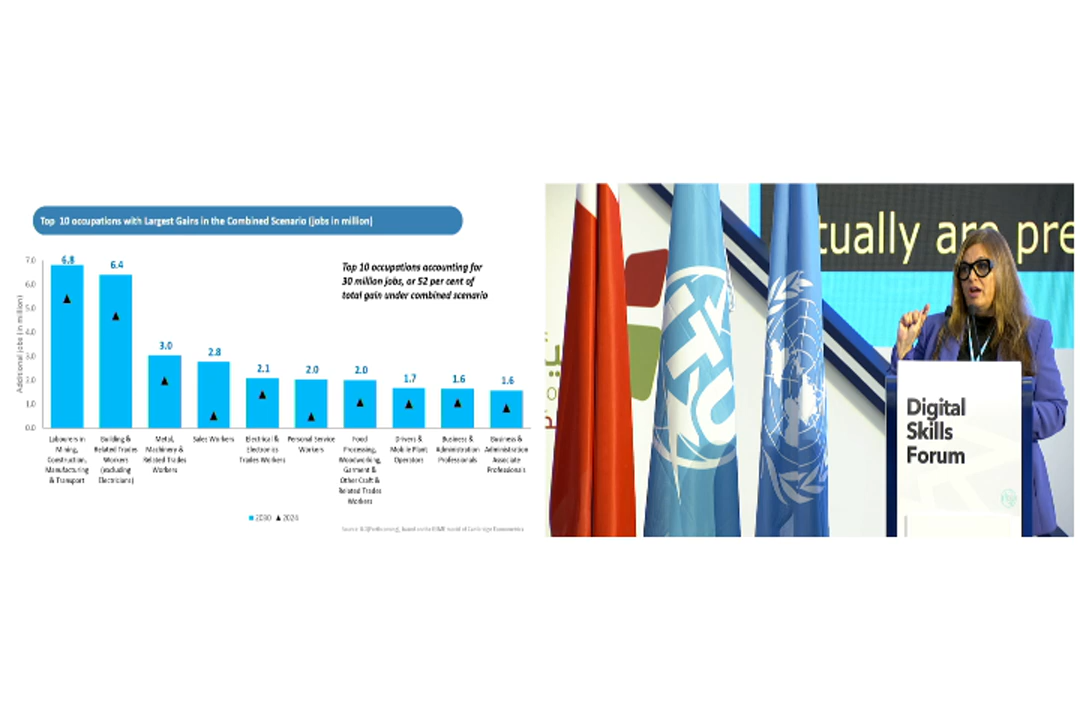 Top 10 occupations with Largest Gains in the Combined Scenario (jobs in million)
Top 10 occupations accounting for
30 million jobs, or 52 per cent of
total gain under combined scenario
Additional jobs (in million)
7.0
6.0
5.0
4.0
3.0
2.0
1.0
0.0
6.8
6.4
3.0
2.8
2.1
2.0
2.0
1.7
1.6
1.6
Labourers in
Mining,
Construction,
Manufacturing
& Transport
Building &
Related Trades
Workers
(excluding
Electricians)
Metal,
Machinery &
Related Trades
Workers
Sales Workers
Electrical &
Electronics
Trades Workers
Personal Service
Workers
Food
Processing,
Woodworking,
Garment &
Other Craft &
Related Trades
Workers
Drivers &
Mobile Plant
Operators
Business &
Administration
Professionals
Business &
Administration
Associate
Professionals
2030
tually are pre
ITU
Digital
Skills
Forum